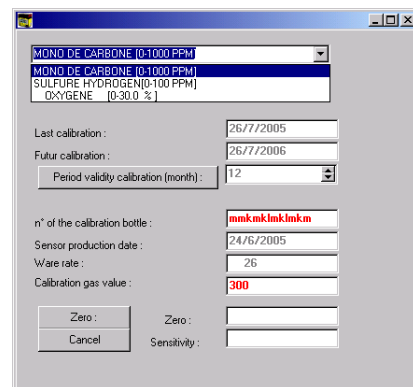 MONO DE CARBONE [0-1000 PPM]
MONO DE CARBONE [0-1000 PPM]
SULFURE HYDROGEN[0-100 PPM]
OXYGENE [0-30.0 % ]
Last calibration : 26/7/2005
Futur calibration : 26/7/2006
Period validity calibration (month) : 12
n° of the calibration bottle : mmkmklmklmkm
Sensor production date : 24/6/2005
Ware rate : 26
Calibration gas value : 300
Zero : Zero :
Cancel Sensitivity :